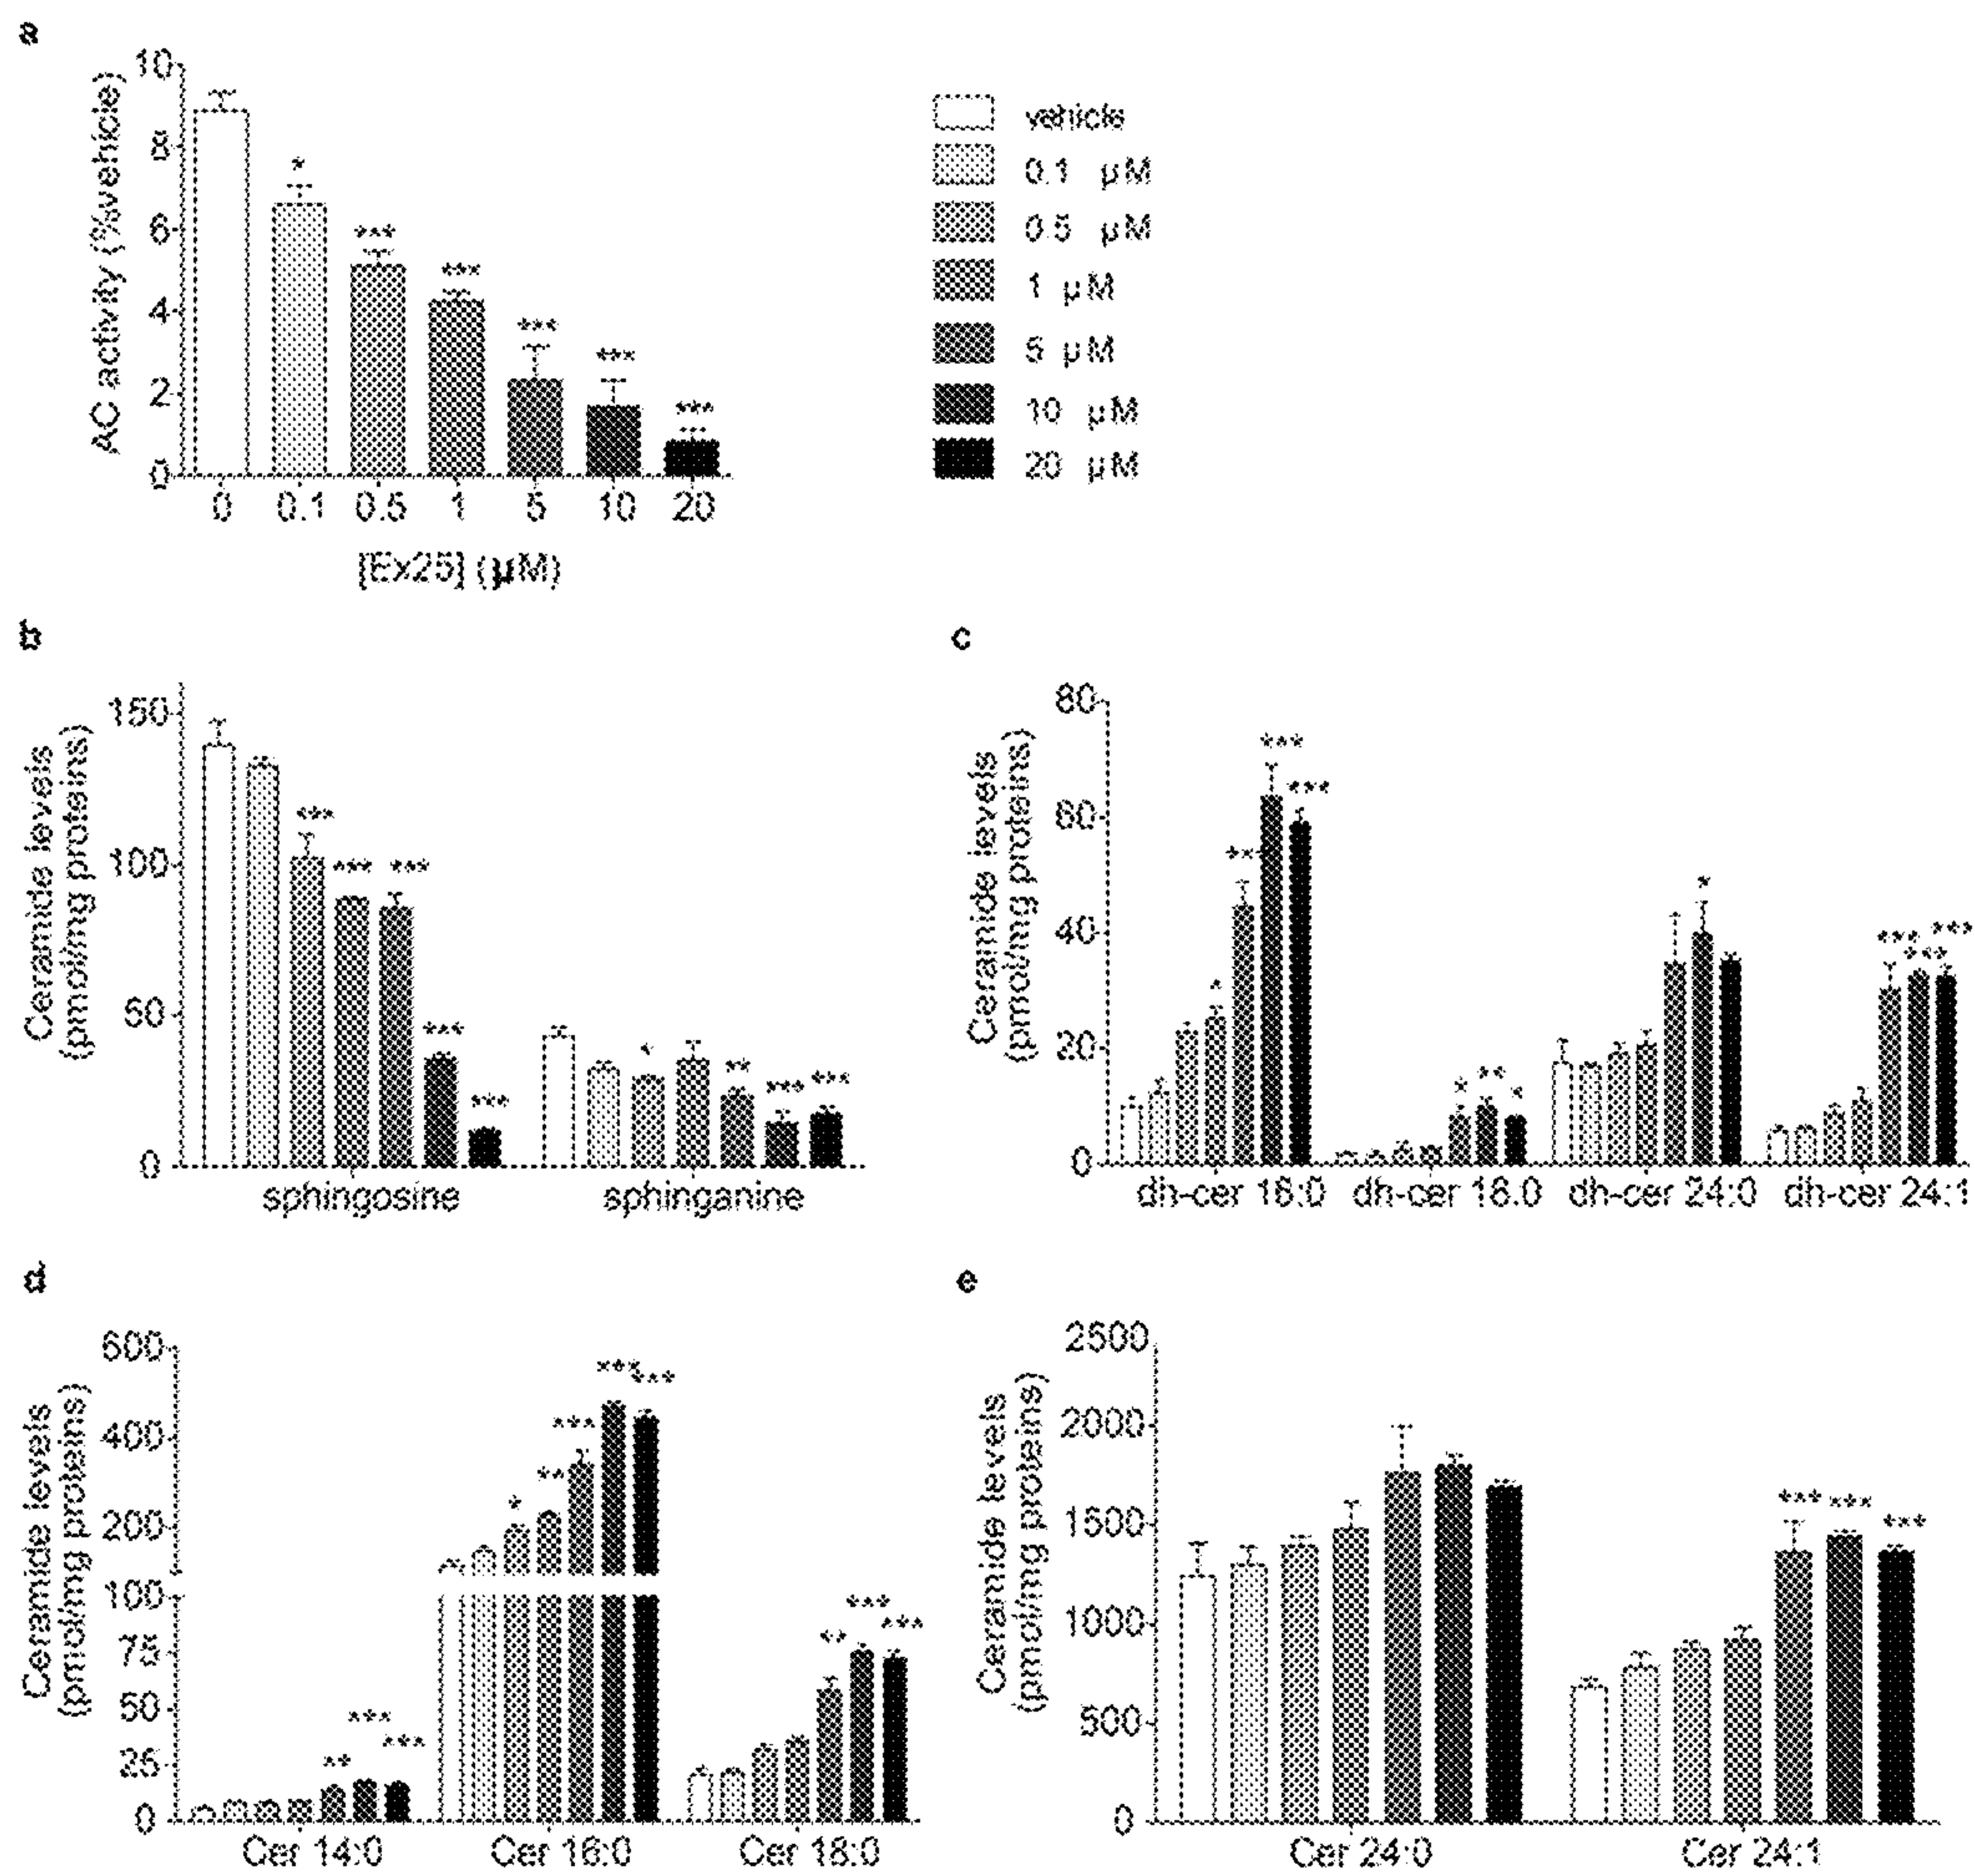 a
AC activity (%vehicle)
10
8
6
4
2
0
* *** *** *** *** ***
0 0.1 0.5 1 5 10 20
[Ex25] (µM)
vehicle
0.1 µM
0.5 µM
1 µM
5 µM
10 µM
20 µM
b
Ceramide levels
(pmol/mg proteins)
150
100
50
0
*** *** *** *** *** * ** *** ***
sphingosine sphinganine
c
Ceramide levels
(pmol/mg proteins)
80
60
40
20
0
* *** *** *** * ** * * *** *** ***
dh-cer 16:0 dh-cer 18:0 dh-cer 24:0 dh-cer 24:1
d
Ceramide levels
(pmol/mg proteins)
600
400
200
100
75
50
25
0
** *** *** * ** *** *** *** ** *** ***
Cer 14:0 Cer 16:0 Cer 18:0
e
Ceramide levels
(pmol/mg proteins)
2500
2000
1500
1000
500
0
*** *** ***
Cer 24:0 Cer 24:1